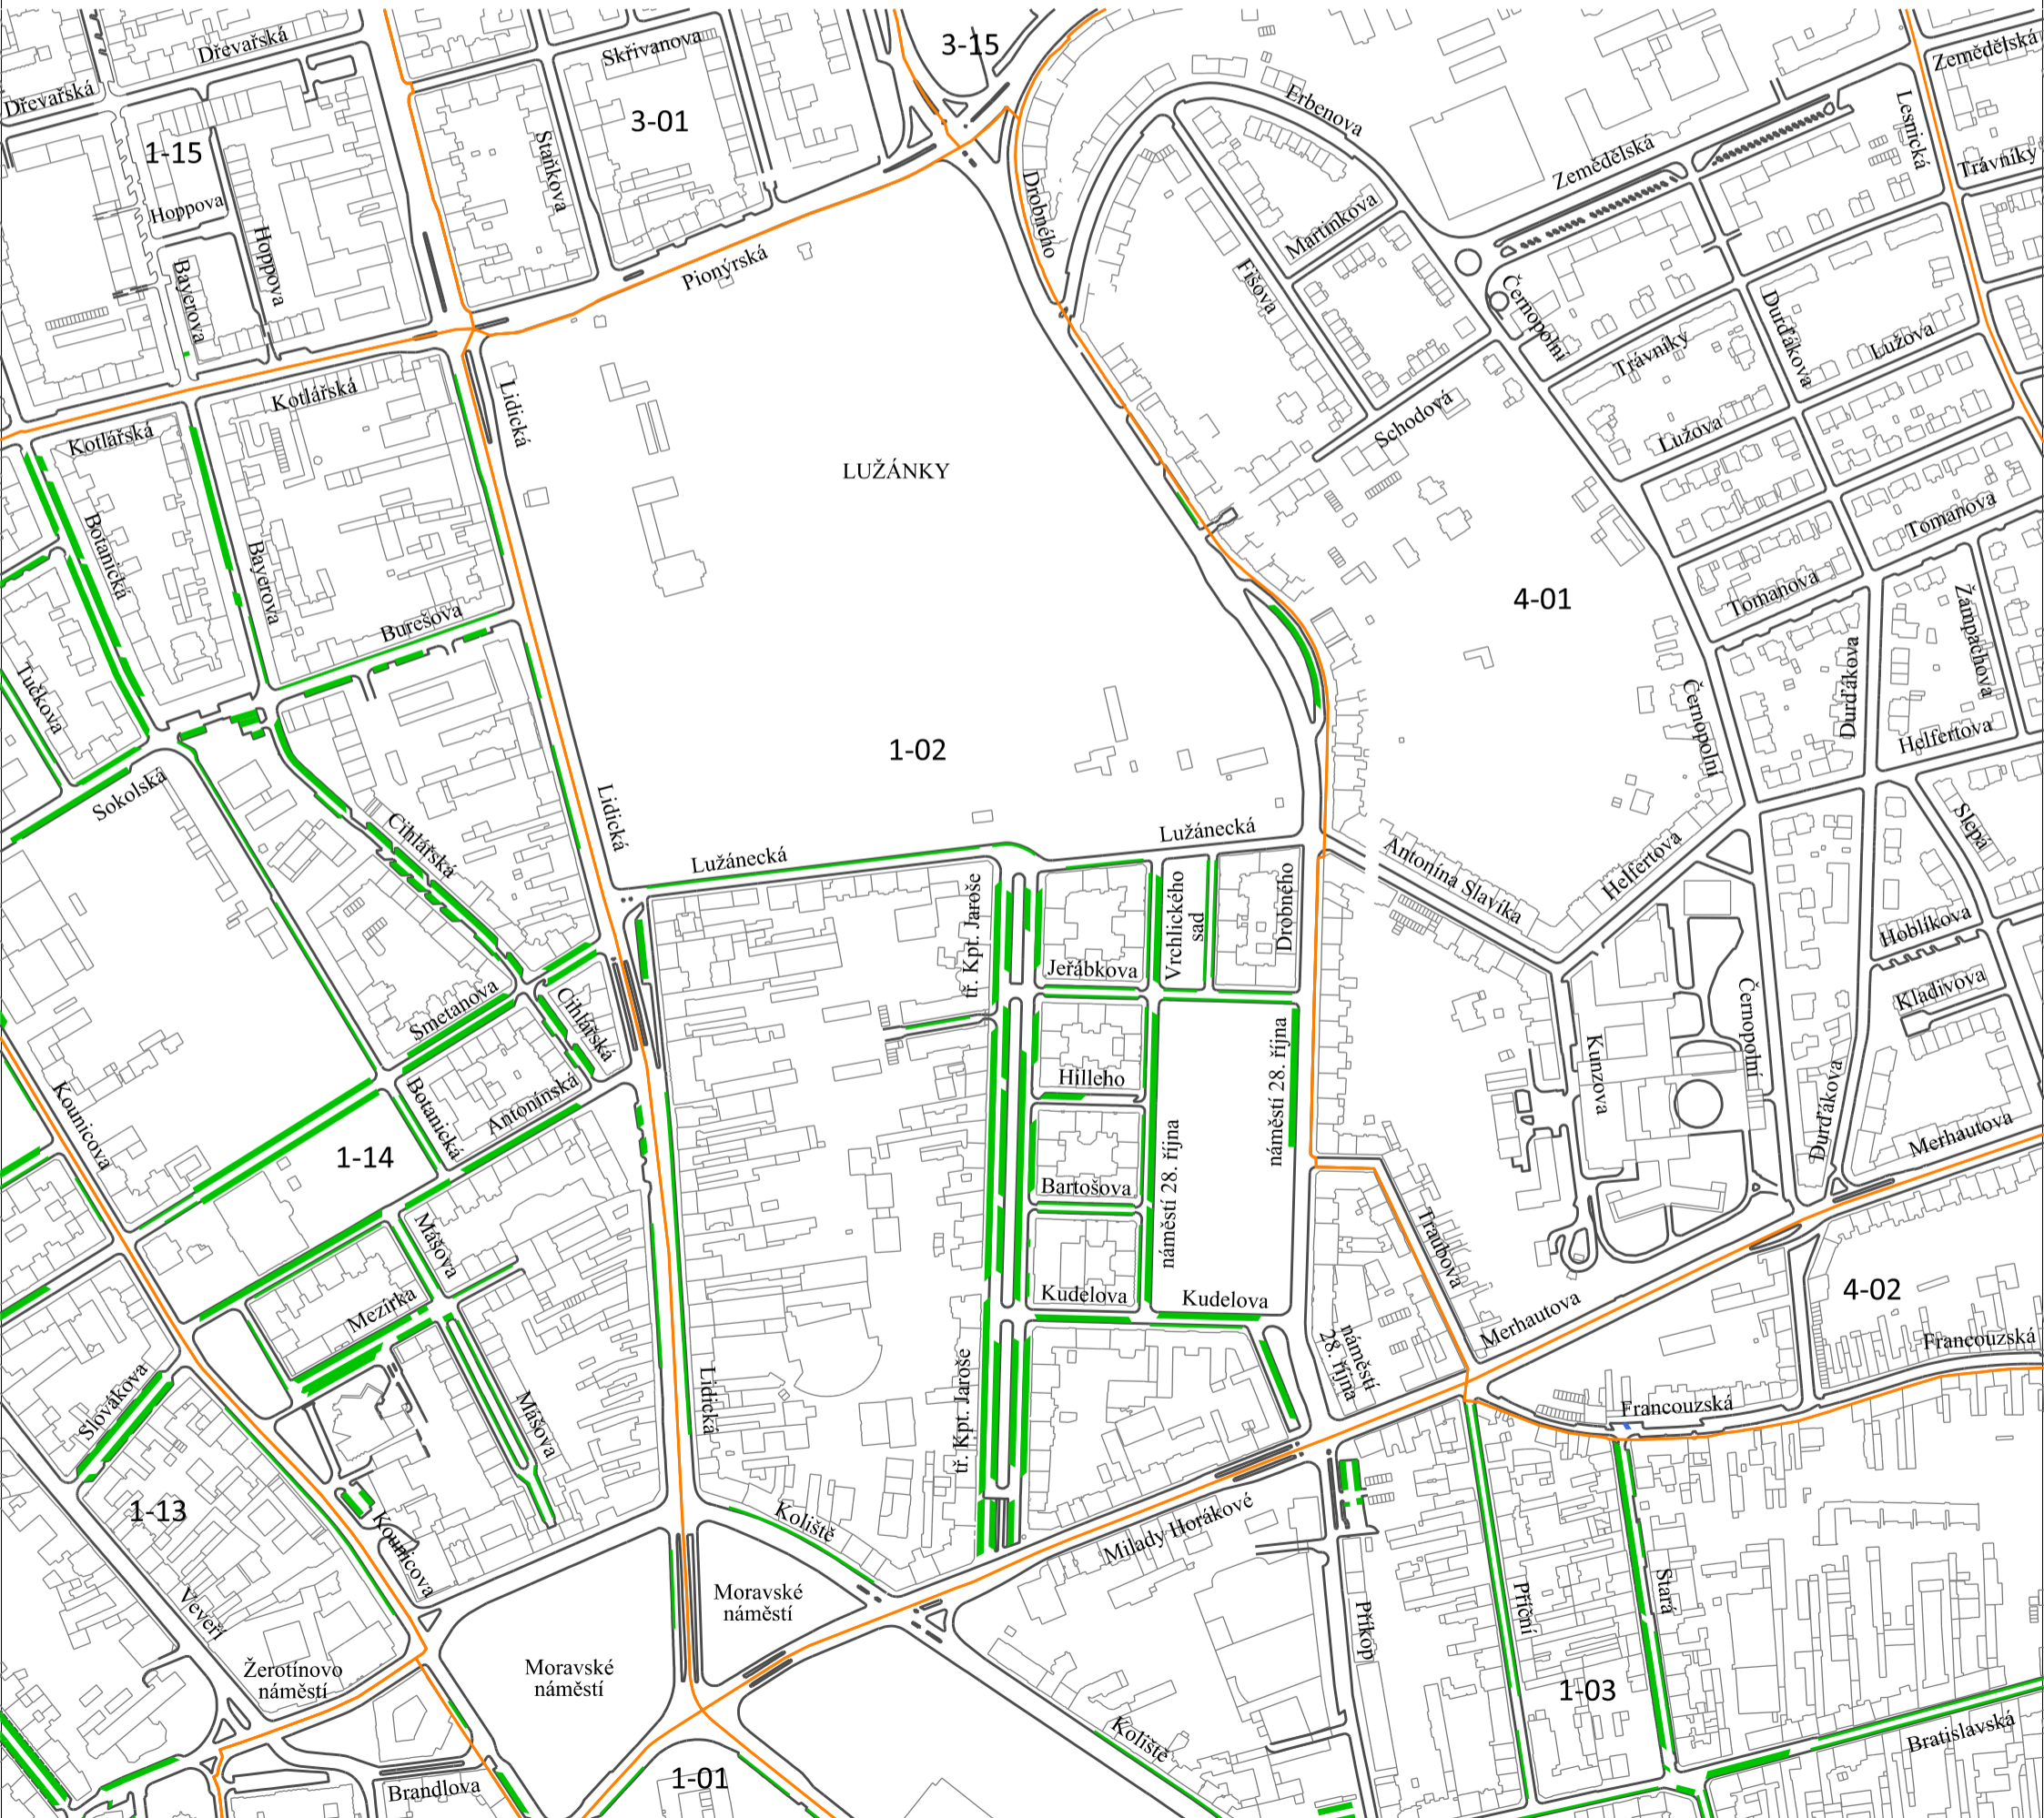 Dřevařská
Skřivanova
3-15
Zemědělská
Dřevařská
3-01
Erbenova
Lesnická
1-15
Staňkova
Zemědělská
Trávníky
Hoppova
Drobného
Martinkova
Hoppova
Pionýrská
Fišova
Bayerova
Černopolní
Durďákova
Trávníky
Lužova
Kotlářská
Lidická
Schodová
Kotlářská
Lužova
LUŽÁNKY
Botanická
Tomanova
Bayerova
4-01
Tomanova
Žampachova
Burešova
Tučkova
Durďákova
Černopolní
Helfertova
1-02
Sokolská
Cihlářská
Lidická
Lužánecká
Lužánecká
Slepá
Antonína Slavíka
Helfertova
tř. Kpt. Jaroše
Vrchlického
sad
Drobného
Hoblíkova
Jeřábkova
Kladivova
Smetanova
Cihlářská
Černopolní
Kounicova
Botanická
Antonínská
Hilleho
náměstí 28. října
Kunzova
Durďákova
Merhautova
1-14
náměstí 28. října
Bartošova
Mášova
Traubova
Mezírka
Kudelova
Kudelova
4-02
Merhautova
náměstí
28. října
Francouzská
Slovákova
Mášova
Lidická
tř. Kpt. Jaroše
Francouzská
1-13
Koliště
Milady Horákové
Kounicova
Veveří
Moravské
náměstí
Příkop
Příční
Stará
Žerotínovo
náměstí
Moravské
náměstí
1-03
Koliště
Bratislavská
1-01
Brandlova